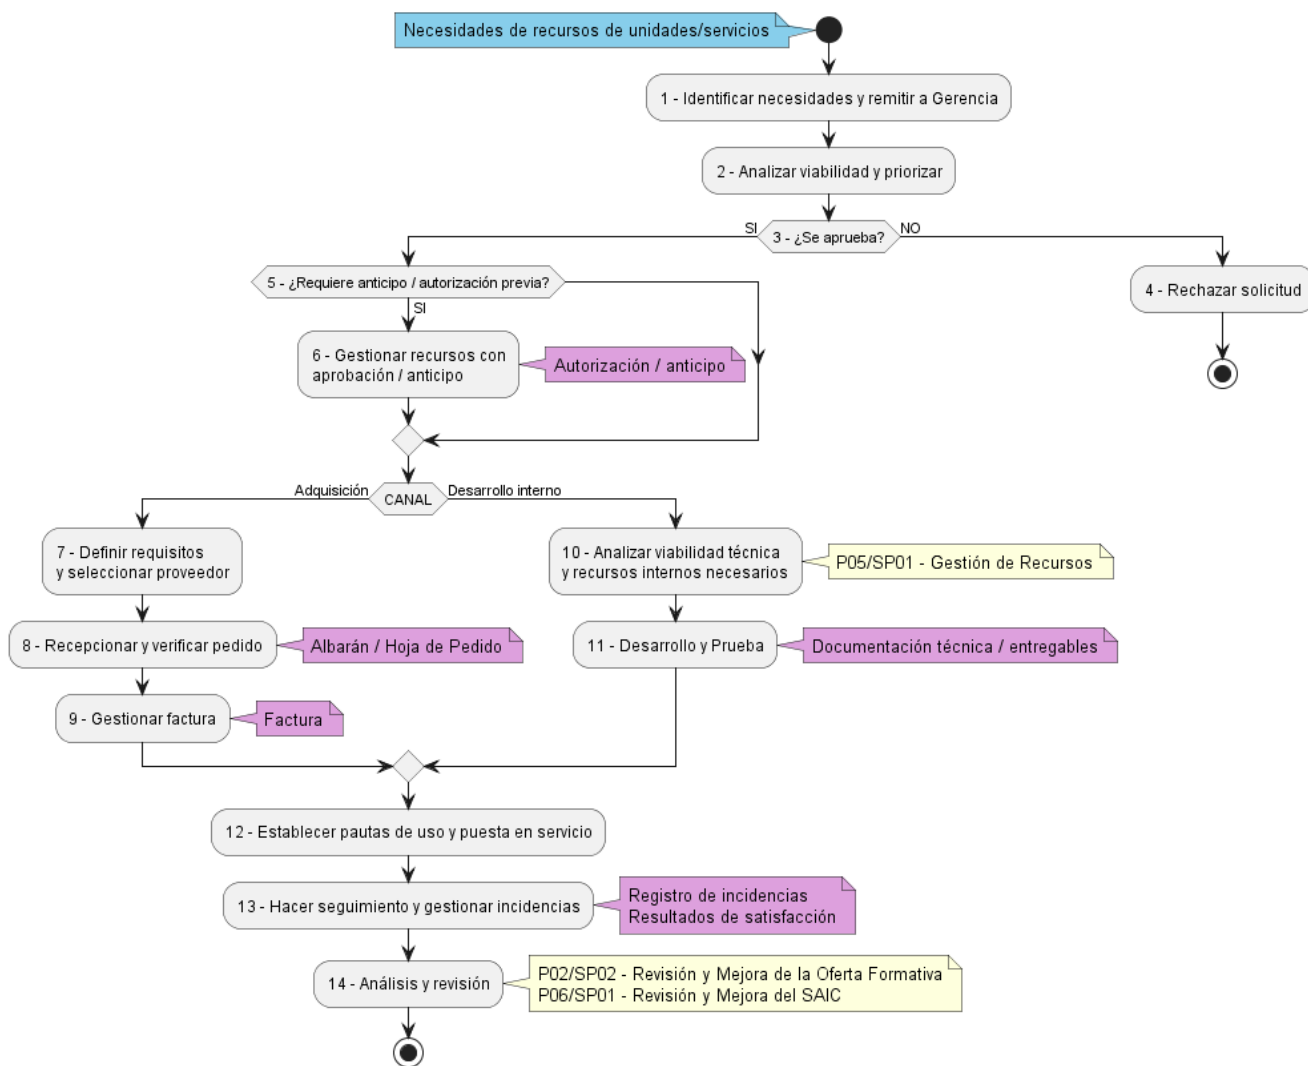 Necesidades de recursos de unidades/servicios
1 - Identificar necesidades y remitir a Gerencia
2 - Analizar viabilidad y priorizar
SI
3 - ¿Se aprueba?
NO
5 - ¿Requiere anticipo / autorización previa?
4 - Rechazar solicitud
SI
6 - Gestionar recursos con
aprobación / anticipo
Autorización / anticipo
Adquisición
CANAL
Desarrollo interno
7 - Definir requisitos
y seleccionar proveedor
10 - Analizar viabilidad técnica
y recursos internos necesarios
P05/SP01 - Gestión de Recursos
8 - Recepcionar y verificar pedido
Albarán / Hoja de Pedido
11 - Desarrollo y Prueba
Documentación técnica / entregables
9 - Gestionar factura
Factura
12 - Establecer pautas de uso y puesta en servicio
13 - Hacer seguimiento y gestionar incidencias
Registro de incidencias
Resultados de satisfacción
14 - Análisis y revisión
P02/SP02 - Revisión y Mejora de la Oferta Formativa
P06/SP01 - Revisión y Mejora del SAIC